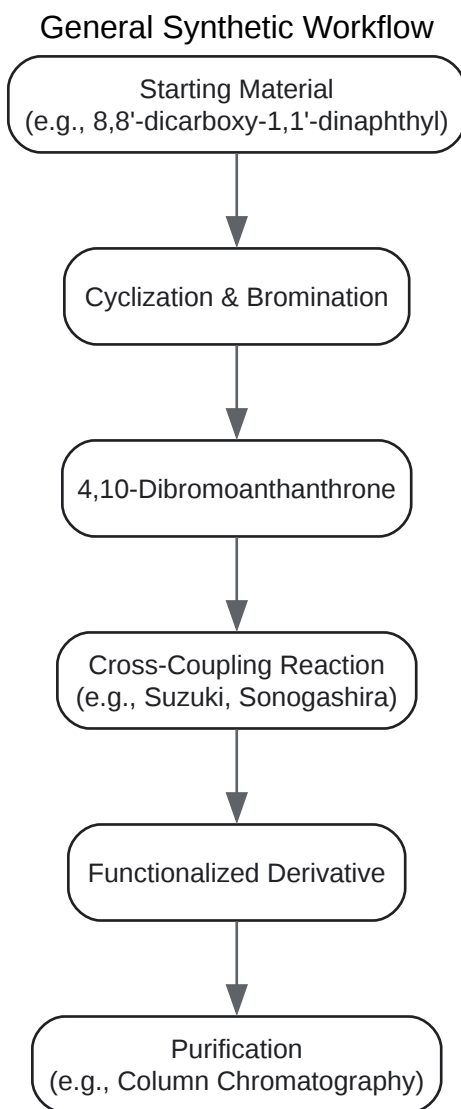 General Synthetic Workflow
Starting Material
(e.g., 8,8'-dicarboxy-1,1'-dinaphthyl)
Cyclization & Bromination
4,10-Dibromoanthanthrone
Cross-Coupling Reaction
(e.g., Suzuki, Sonogashira)
Functionalized Derivative
Purification
(e.g., Column Chromatography)